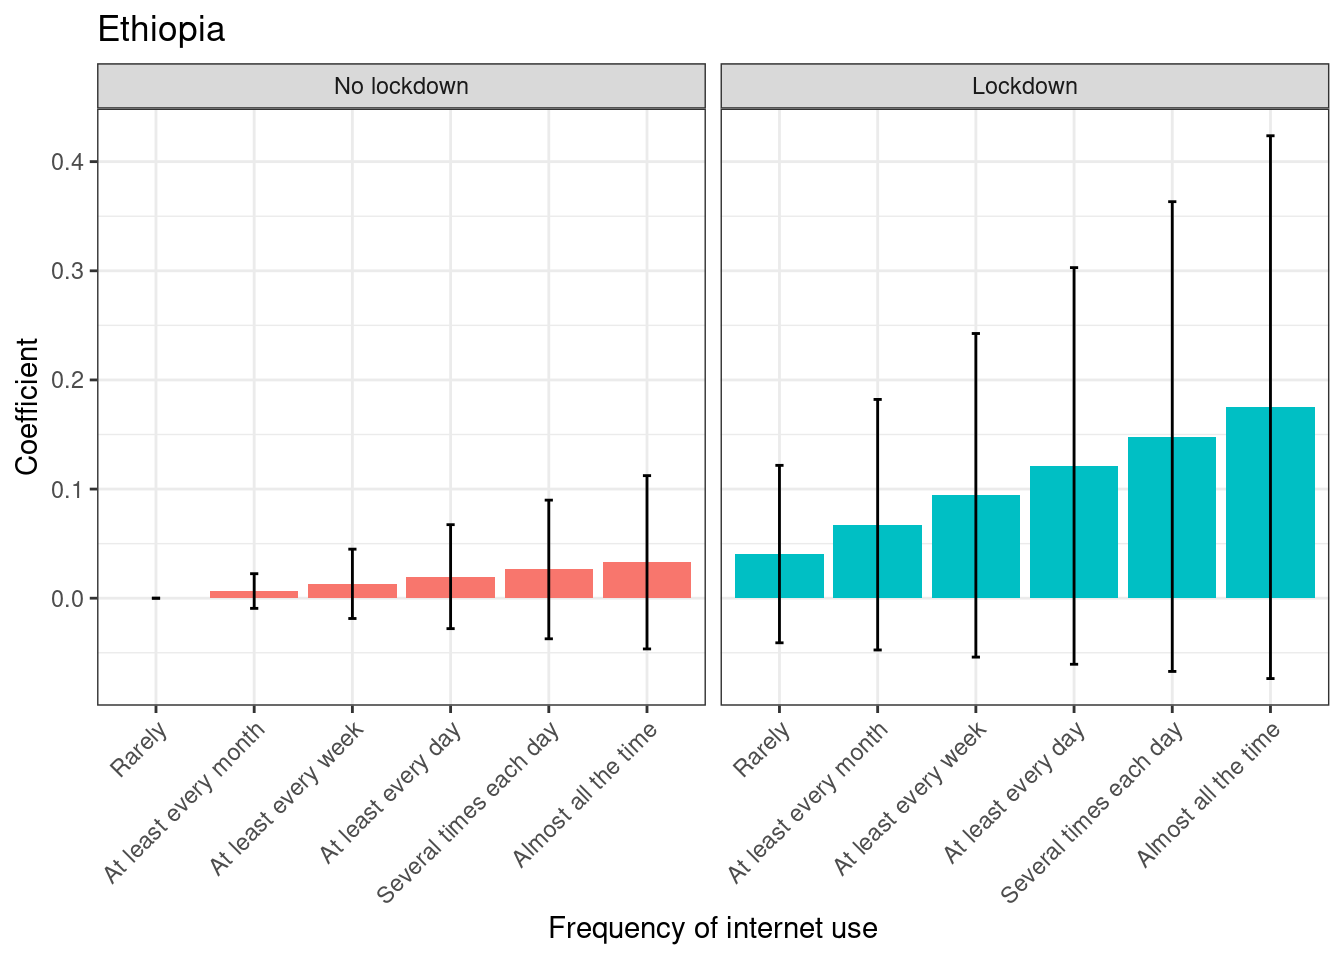 Ethiopia
No lockdown
Lockdown
Coefficient
0.4
0.3
0.2
0.1
0.0
Rarely
At least every month
At least every week
At least every day
Several times each day
Almost all the time
Rarely
At least every month
At least every week
At least every day
Several times each day
Almost all the time
Frequency of internet use